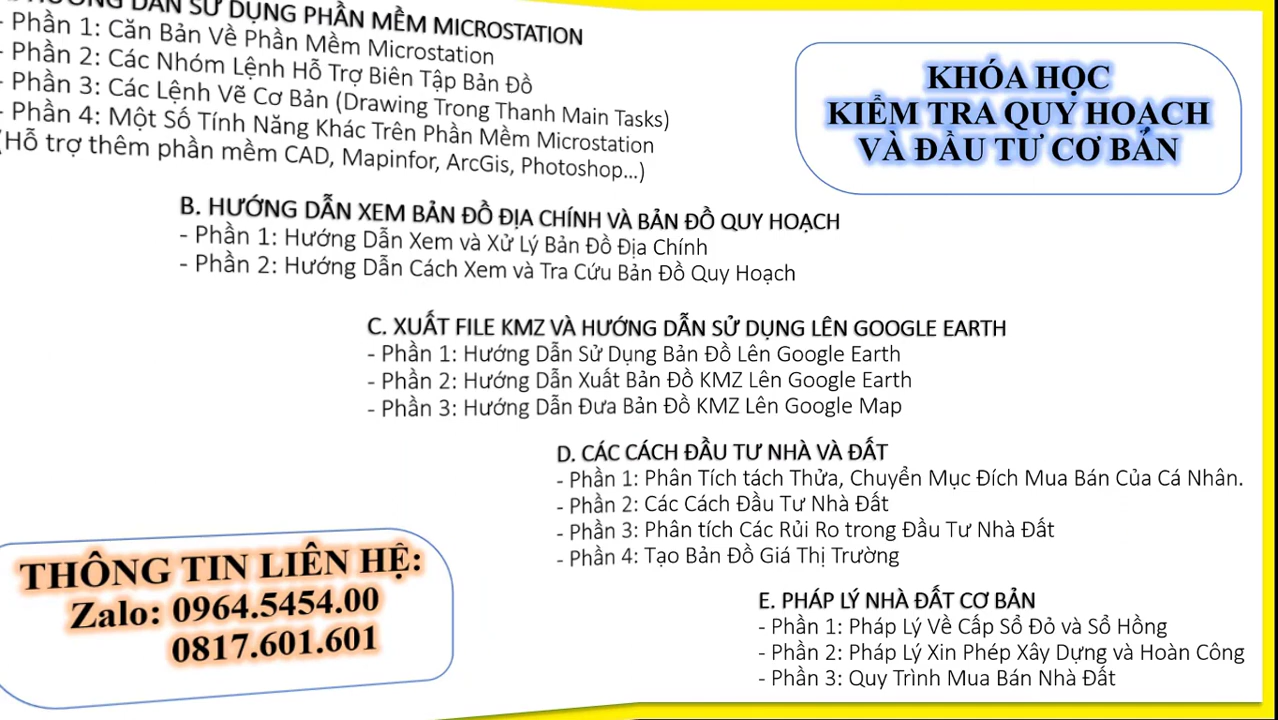 HƯỚNG DẪN SỬ DỤNG PHẦN MỀM MICROSTATION
- Phần 1: Căn Bản Về Phần Mềm Microstation
- Phần 2: Các Nhóm Lệnh Hỗ Trợ Biên Tập Bản Đồ
- Phần 3: Các Lệnh Vẽ Cơ Bản (Drawing Trong Thanh Main Tasks)
- Phần 4: Một Số Tính Năng Khác Trên Phần Mềm Microstation
(Hỗ trợ thêm phần mềm CAD, Mapinfor, ArcGis, Photoshop...)
KHÓA HỌC
KIỂM TRA QUY HOẠCH
VÀ ĐẦU TƯ CƠ BẢN
B. HƯỚNG DẪN XEM BẢN ĐỒ ĐỊA CHÍNH VÀ BẢN ĐỒ QUY HOẠCH
- Phần 1: Hướng Dẫn Xem và Xử Lý Bản Đồ Địa Chính
- Phần 2: Hướng Dẫn Cách Xem và Tra Cứu Bản Đồ Quy Hoạch
C. XUẤT FILE KMZ VÀ HƯỚNG DẪN SỬ DỤNG LÊN GOOGLE EARTH
- Phần 1: Hướng Dẫn Sử Dụng Bản Đồ Lên Google Earth
- Phần 2: Hướng Dẫn Xuất Bản Đồ KMZ Lên Google Earth
- Phần 3: Hướng Dẫn Đưa Bản Đồ KMZ Lên Google Map
D. CÁC CÁCH ĐẦU TƯ NHÀ VÀ ĐẤT
- Phần 1: Phân Tích tách Thửa, Chuyển Mục Đích Mua Bán Của Cá Nhân.
- Phần 2: Các Cách Đầu Tư Nhà Đất
- Phần 3: Phân tích Các Rủi Ro trong Đầu Tư Nhà Đất
- Phần 4: Tạo Bản Đồ Giá Thị Trường
THÔNG TIN LIÊN HỆ:
Zalo: 0964.5454.00
0817.601.601
E. PHÁP LÝ NHÀ ĐẤT CƠ BẢN
- Phần 1: Pháp Lý Về Cấp Sổ Đỏ và Sổ Hồng
- Phần 2: Pháp Lý Xin Phép Xây Dựng và Hoàn Công
- Phần 3: Quy Trình Mua Bán Nhà Đất